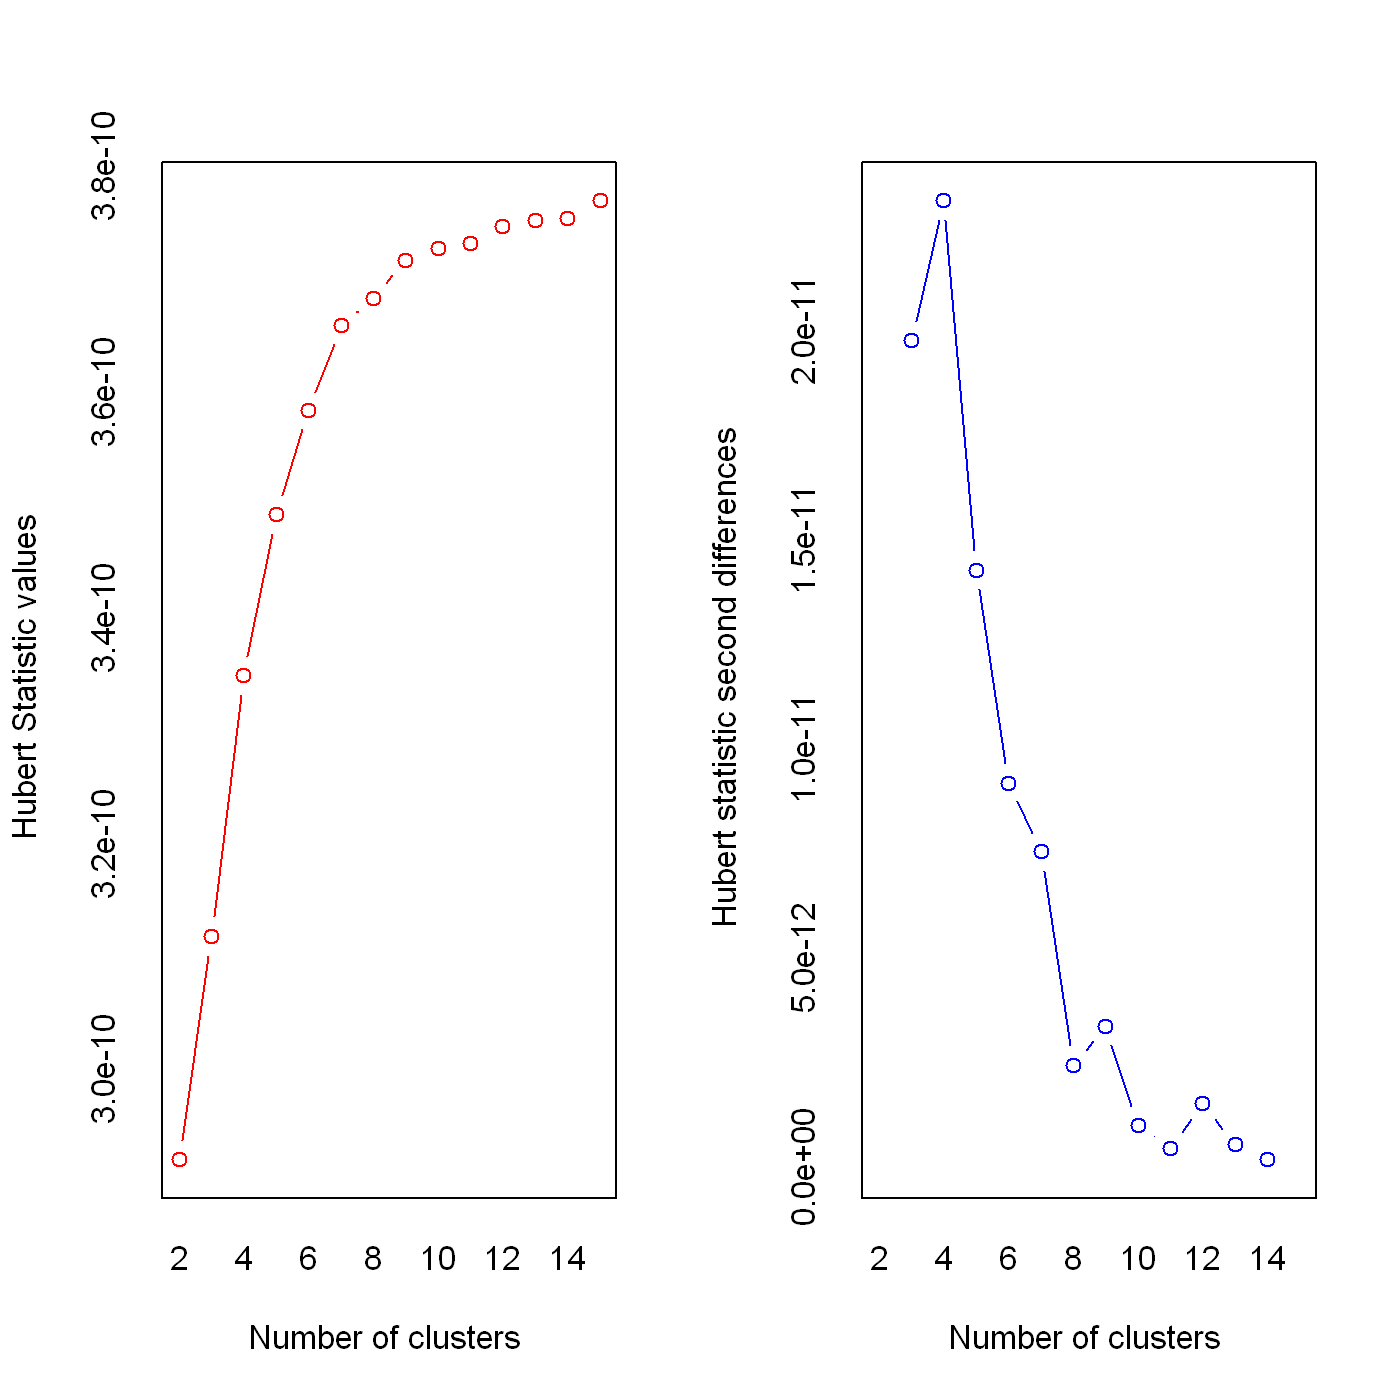 Hubert Statistic values
3.8e-10
3.6e-10
3.4e-10
3.2e-10
3.0e-10
2 4 6 8 10 12 14
Number of clusters
Hubert statistic second differences
2.0e-11
1.5e-11
1.0e-11
5.0e-12
0.0e+00
2 4 6 8 10 12 14
Number of clusters